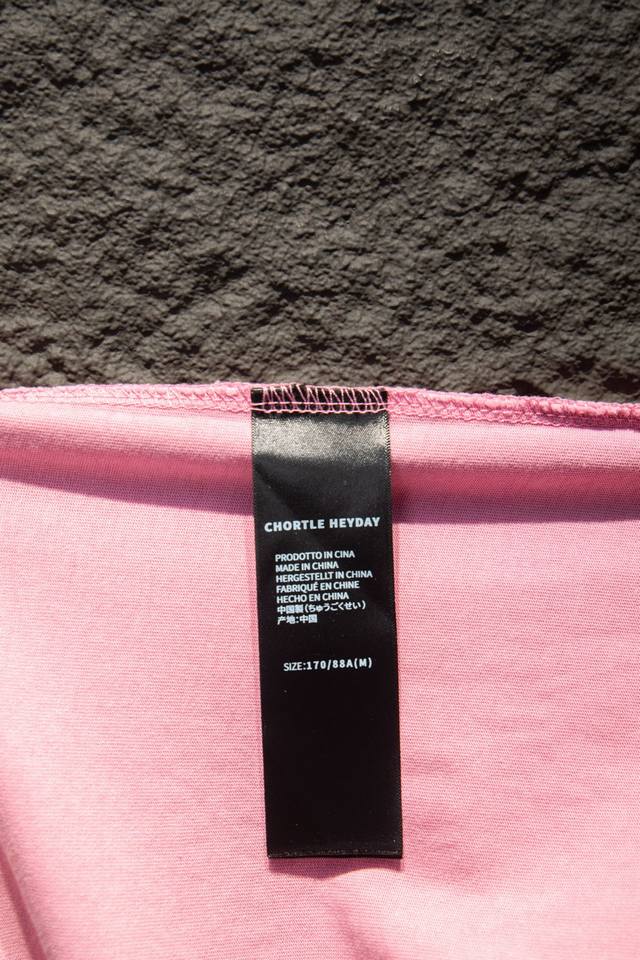 CHORTLE HEYDAY
PRODOTTO IN CINA
MADE IN CHINA
HERGESTELLT IN CHINA
FABRIQUÉ EN CHINE
HECHO EN CHINA
中国製(ちゅうごくせい)
产地:中国
SIZE:170/88A(M)